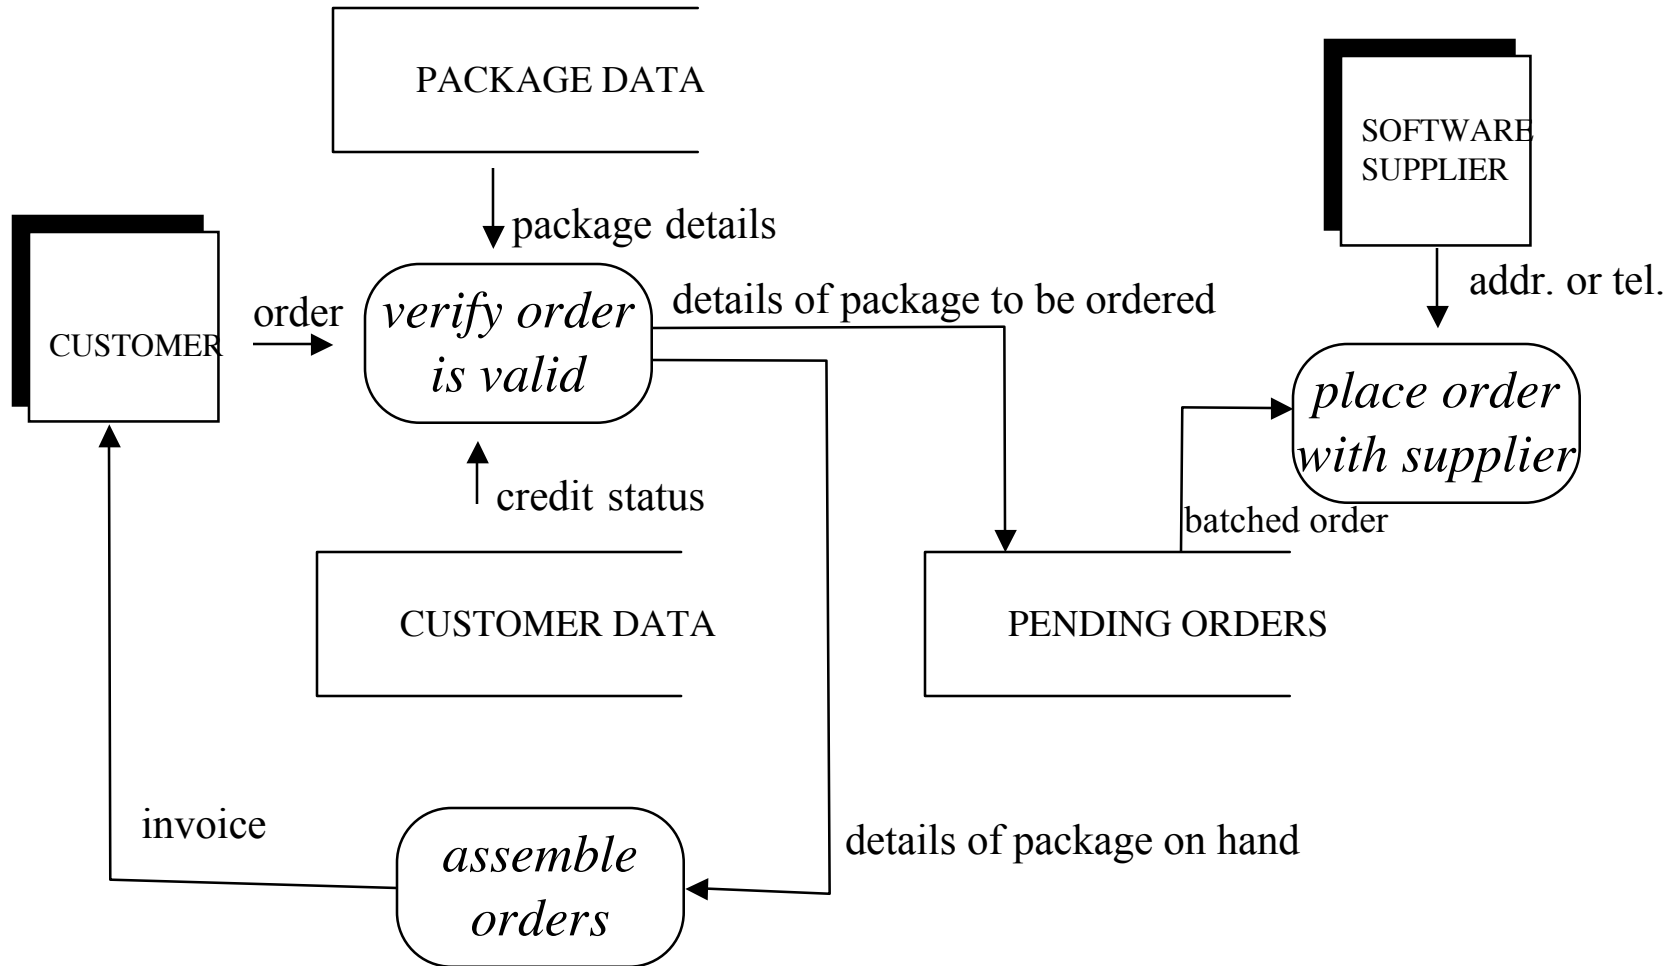 PACKAGE DATA
SOFTWARE
SUPPLIER
package details
addr. or tel.
order
verify order
is valid
details of package to be ordered
CUSTOMER
place order
with supplier
credit status
batched order
CUSTOMER DATA
PENDING ORDERS
invoice
details of package on hand
assemble
orders